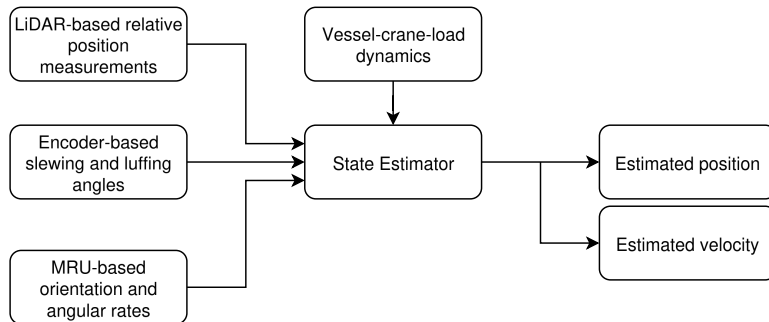 LiDAR-based relative
position
measurements
Vessel-crane-load
dynamics
Encoder-based
slewing and luffing
angles
State Estimator
Estimated position
Estimated velocity
MRU-based
orientation and
angular rates